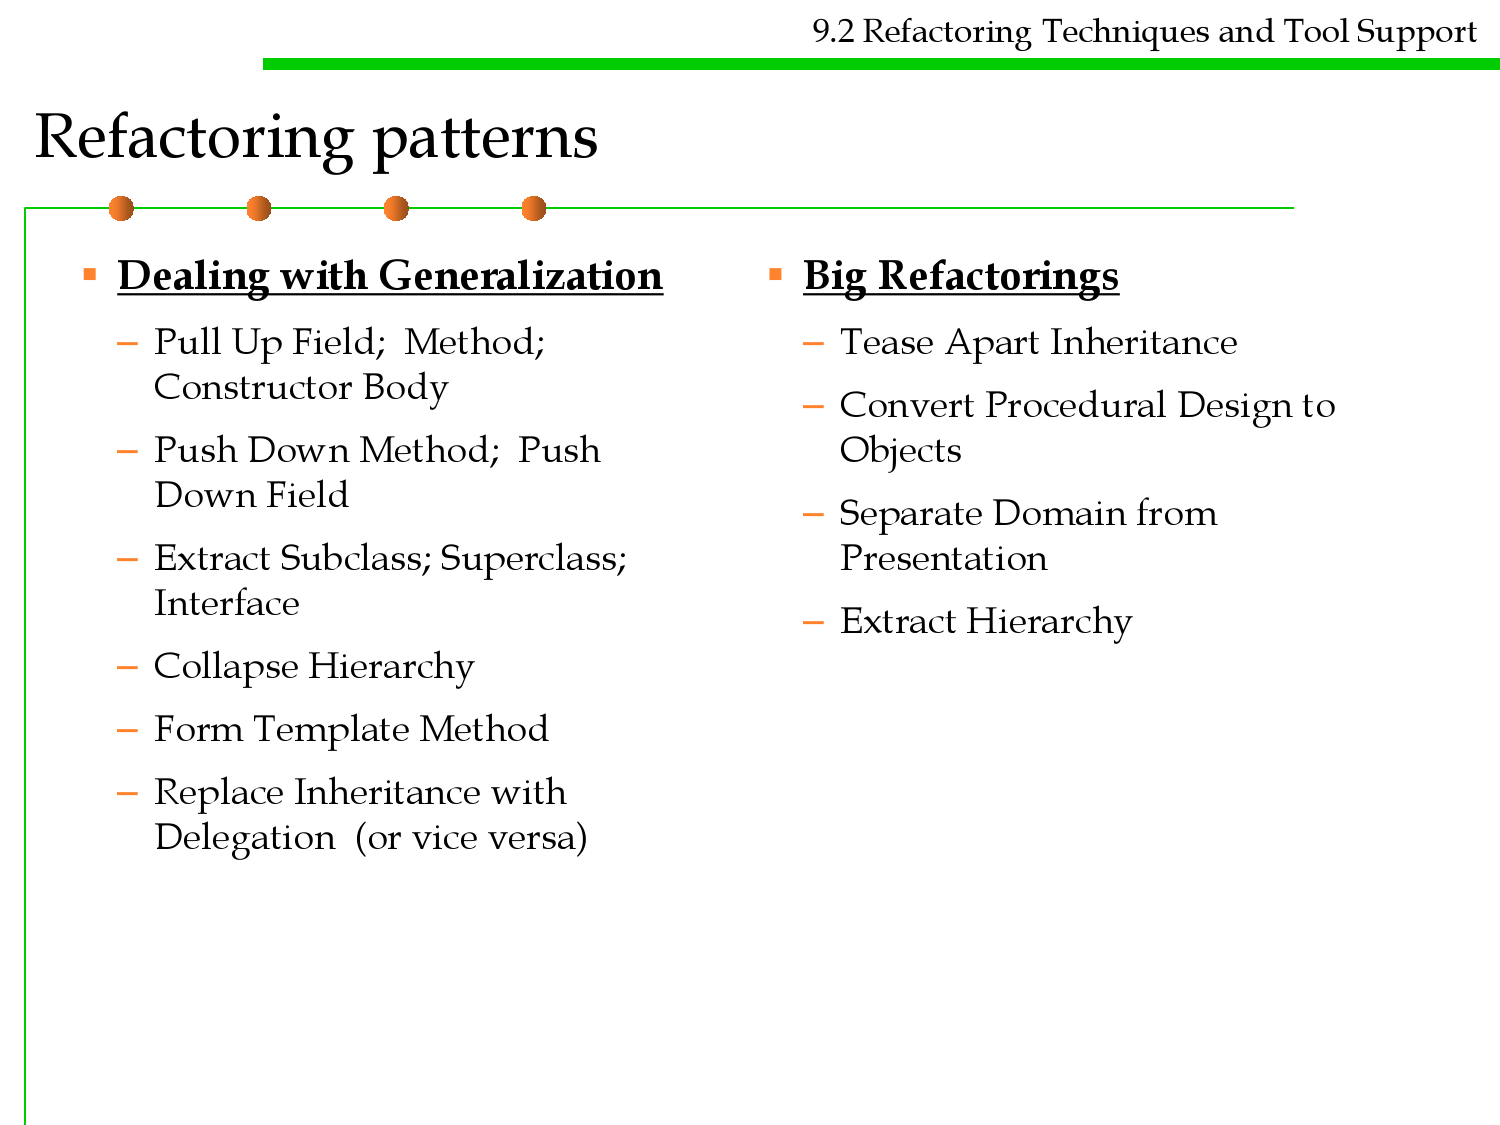 9.2 Refactoring Techniques and Tool Support
Refactoring patterns
▪ Dealing with Generalization
– Pull Up Field;  Method;
Constructor Body
– Push Down Method;  Push
Down Field
– Extract Subclass; Superclass;
Interface
– Collapse Hierarchy
– Form Template Method
– Replace Inheritance with
Delegation  (or vice versa)
▪ Big Refactorings
– Tease Apart Inheritance
– Convert Procedural Design to
Objects
– Separate Domain from
Presentation
– Extract Hierarchy